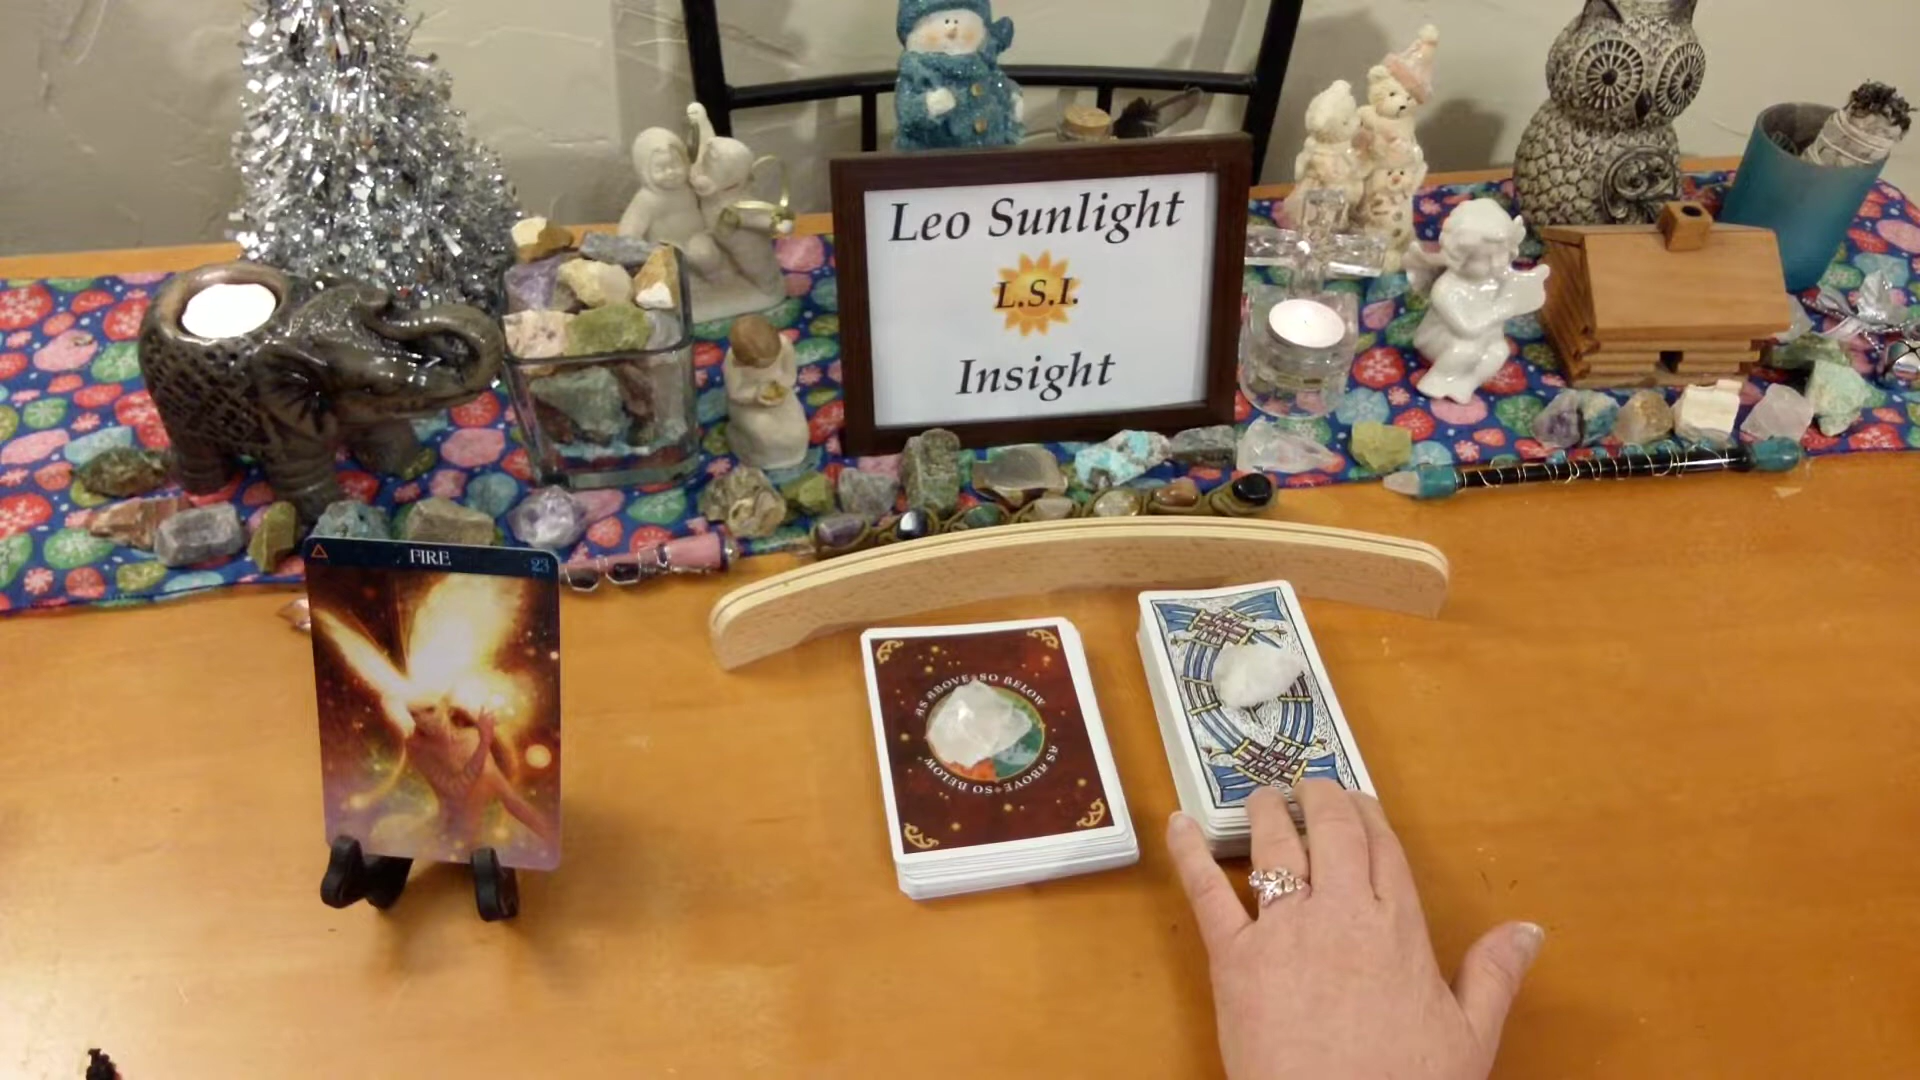 Leo Sunlight
L.S.I.
Insight
FIRE
23
AS ABOVE SO BELOW
AS ABOVE SO BELOW